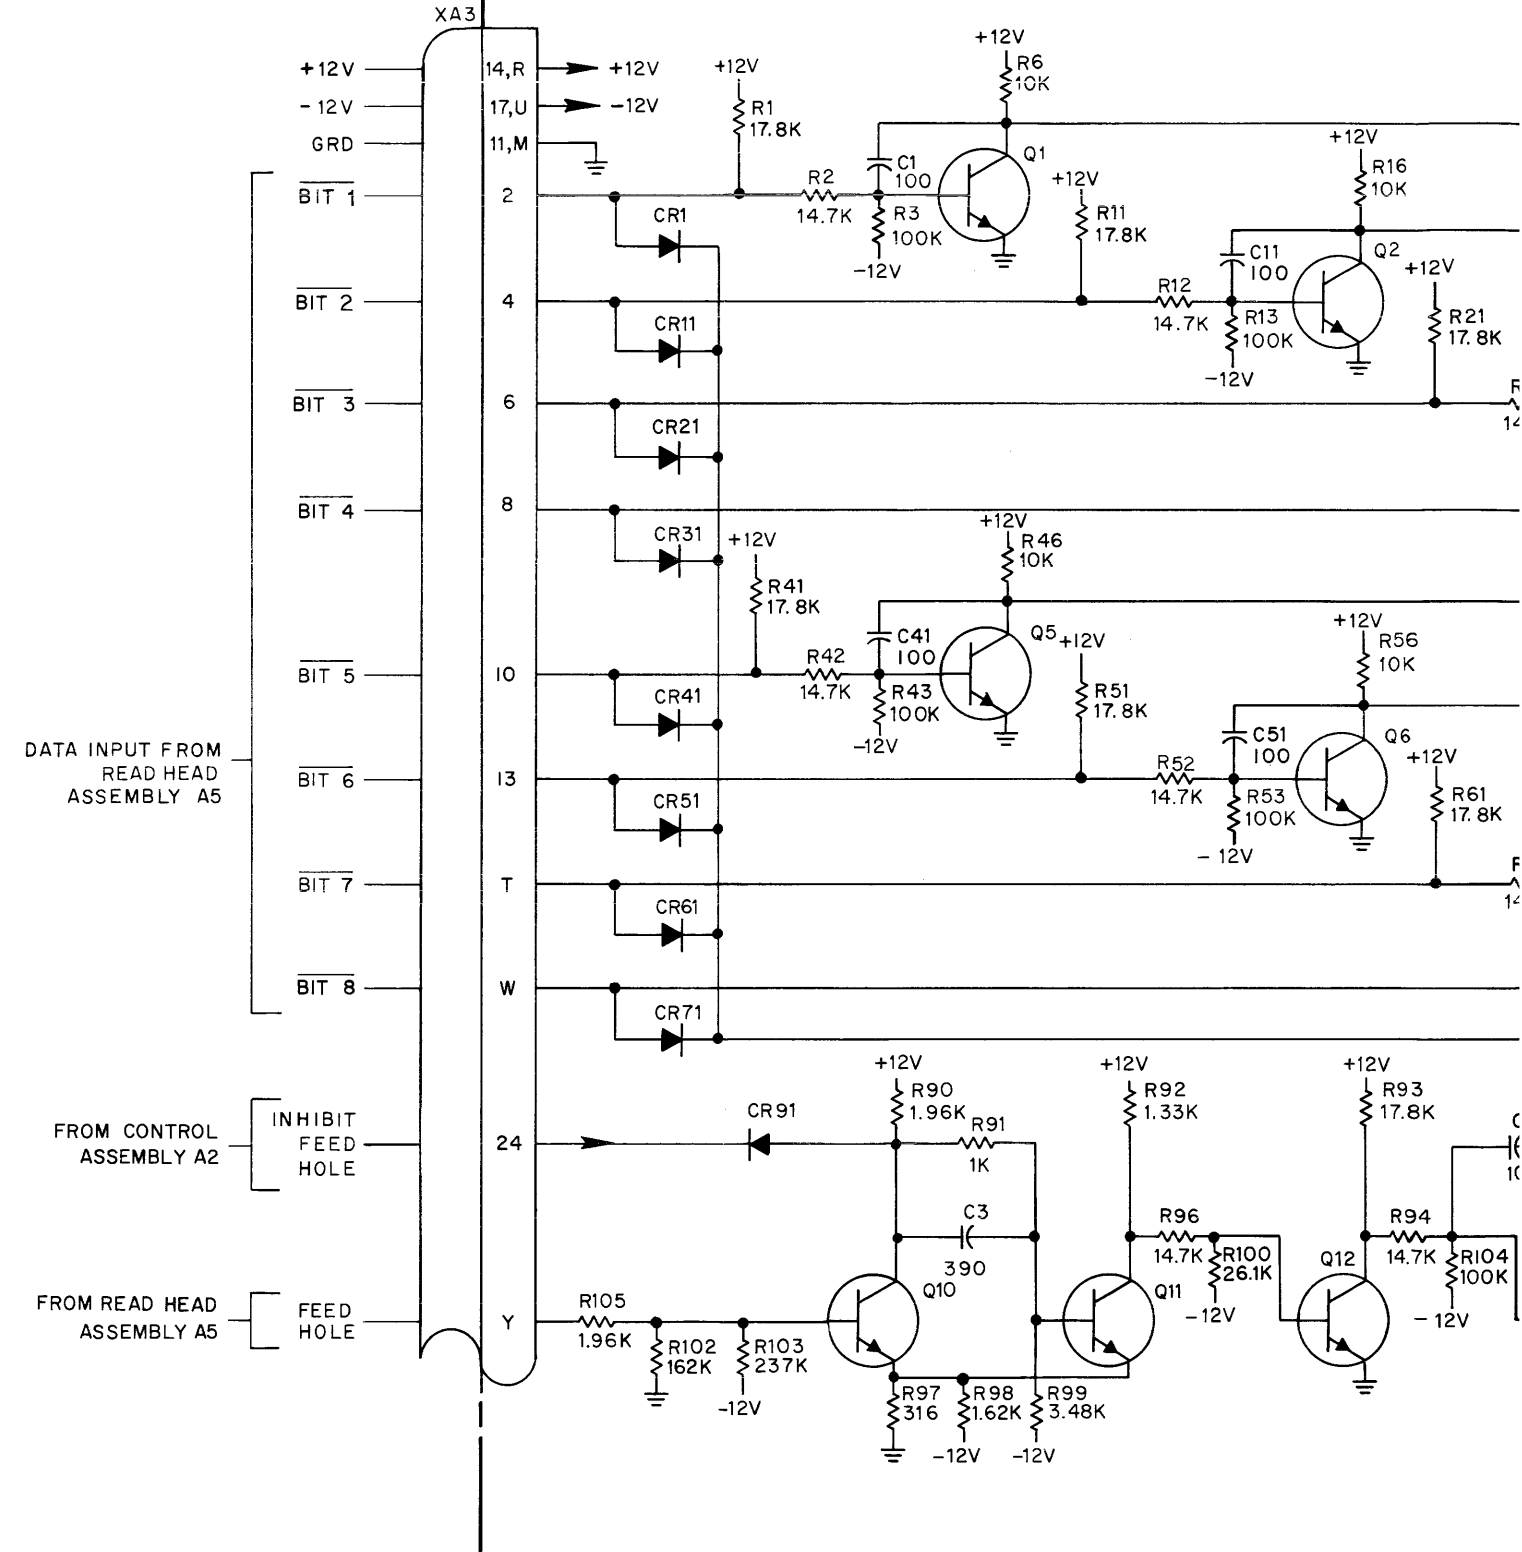 XA3
+12V
14,R
+12V
-12V
17,U
-12V
GRD
11,M
BIT 1
2
BIT 2
4
BIT 3
6
BIT 4
8
BIT 5
10
BIT 6
13
BIT 7
T
BIT 8
W
DATA INPUT FROM
READ HEAD
ASSEMBLY A5
FROM CONTROL
ASSEMBLY A2
INHIBIT
FEED
HOLE
24
FROM READ HEAD
ASSEMBLY A5
FEED
HOLE
Y
CR1
CR11
CR21
CR31
CR41
CR51
CR61
CR71
+12V
R1
17.8K
R2
14.7K
C1
100
R3
100K
-12V
+12V
R6
10K
Q1
+12V
R11
17.8K
R12
14.7K
C11
100
R13
100K
-12V
+12V
R16
10K
Q2
+12V
R21
17.8K
R
14
+12V
R41
17.8K
R42
14.7K
C41
100
R43
100K
-12V
+12V
R46
10K
Q5
+12V
R51
17.8K
R52
14.7K
C51
100
R53
100K
-12V
+12V
R56
10K
Q6
+12V
R61
17.8K
14
CR91
+12V
R90
1.96K
R91
1K
C3
390
Q10
R105
1.96K
R102
162K
R103
237K
-12V
R97
316
R98
1.62K
-12V
R99
3.48K
-12V
+12V
R92
1.33K
Q11
R96
14.7K
R100
26.1K
-12V
+12V
R93
17.8K
Q12
R94
14.7K
R104
100K
-12V
10